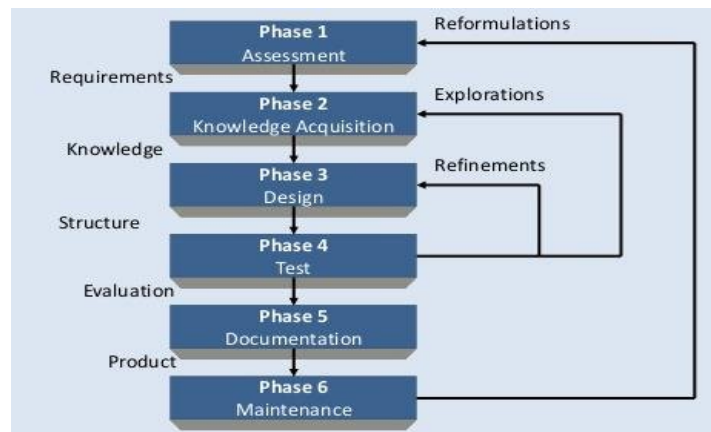 Phase 1
Assessment
Reformulations
Requirements
Phase 2
Knowledge Acquisition
Explorations
Knowledge
Phase 3
Design
Refinements
Structure
Phase 4
Test
Evaluation
Phase 5
Documentation
Product
Phase 6
Maintenance